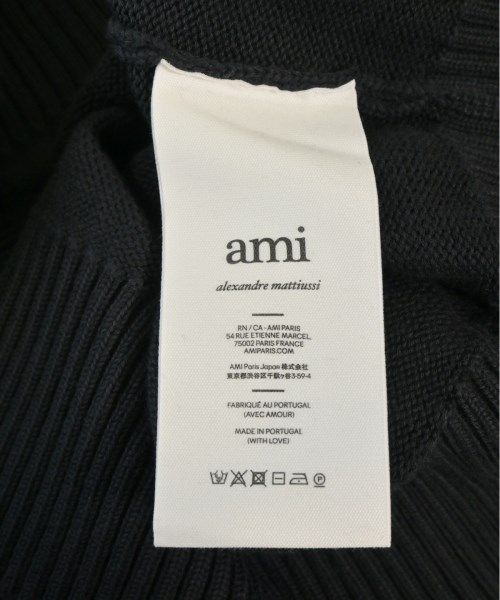 ami
alexandre mattiussi
RN / CA - AMI PARIS
54 RUE ETIENNE MARCEL,
75002 PARIS FRANCE
AMIPARIS.COM
AMI Paris Japan 株式会社
東京都渋谷区千駄ヶ谷3-59-4
FABRIQUÉ AU PORTUGAL
(AVEC AMOUR)
MADE IN PORTUGAL
(WITH LOVE)